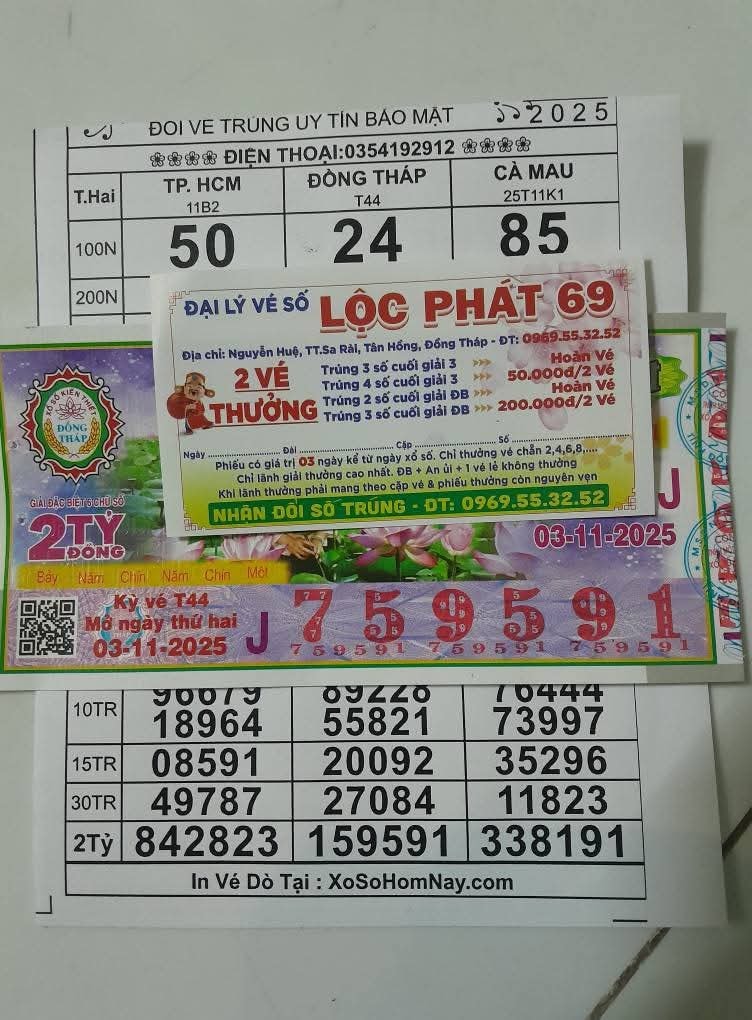 ĐỔI VÉ TRÚNG UY TÍN BẢO MẬT 2025
ĐIỆN THOẠI:0354192912
T.Hai TP. HCM ĐỒNG THÁP CÀ MAU
11B2 T44 25T11K1
100N 50 24 85
200N
ĐẠI LÝ VÉ SỐ LỘC PHÁT 69
Địa chỉ: Nguyễn Huệ, TT.Sa Rài, Tân Hồng, Đồng Tháp - ĐT: 0969.55.32.52
2 VÉ THƯỞNG
Trúng 3 số cuối giải 3 >>> Hoàn Vé
Trúng 4 số cuối giải 3 >>> 50.000đ/2 Vé
Trúng 2 số cuối giải ĐB >>> Hoàn Vé
Trúng 3 số cuối giải ĐB >>> 200.000đ/2 Vé
Ngày Đài Cặp Số
Phiếu có giá trị 03 ngày kể từ ngày xổ số. Chỉ thưởng vé chẵn 2,4,6,8,....
Chỉ lãnh giải thưởng cao nhất. ĐB + An ủi + 1 vé lẻ không thưởng
Khi lãnh thưởng phải mang theo cặp vé & phiếu thưởng còn nguyên vẹn
NHẬN ĐỔI SỐ TRÚNG - ĐT: 0969.55.32.52
XỔ SỐ KIẾN THIẾT
ĐỒNG THÁP
GIẢI ĐẶC BIỆT 6 CHỮ SỐ
2 TỶ ĐỒNG
J
03-11-2025
Bảy Năm Chín Năm Chín Một
Kỳ vé T44
Mở ngày thứ hai
03-11-2025
J 759591
759591 759591 759591
10TR 96679 89228 76444
18964 55821 73997
15TR 08591 20092 35296
30TR 49787 27084 11823
2Tỷ 842823 159591 338191
In Vé Dò Tại : XoSoHomNay.com